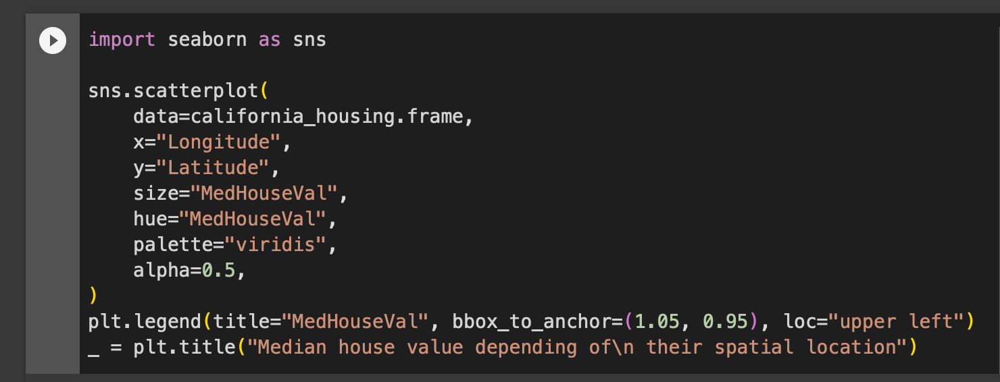 import seaborn as sns

sns.scatterplot(
    data=california_housing.frame,
    x="Longitude",
    y="Latitude",
    size="MedHouseVal",
    hue="MedHouseVal",
    palette="viridis",
    alpha=0.5,
)
plt.legend(title="MedHouseVal", bbox_to_anchor=(1.05, 0.95), loc="upper left")
_ = plt.title("Median house value depending of\n their spatial location")